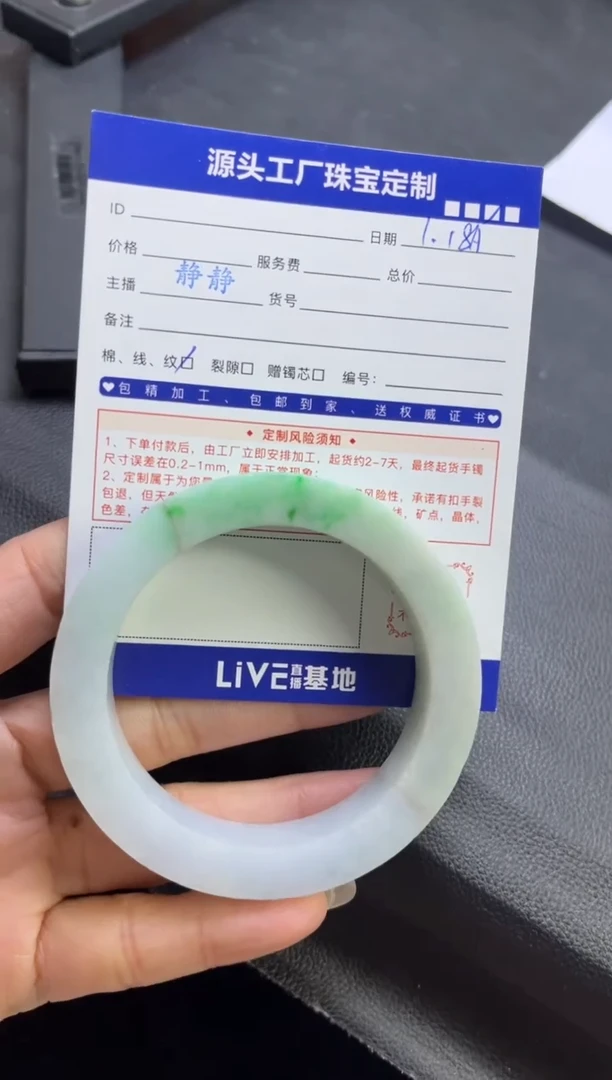 源头工厂珠宝定制
ID
日期 1.18
价格 服务费 总价
主播 静静 货号
备注
棉、线、纹 裂隙 赠镯芯 编号:
包精加工、包邮到家、送权威证书
定制风险须知
1、下单付款后,由工厂立即安排加工,起货约2-7天,最终起货手镯
尺寸误差在0.2-1mm,属于正常现象;
2、定制属于为您 风险性,承诺有扣手裂
包退,但天 线,矿点,晶体,
色差,
LiVE直播基地